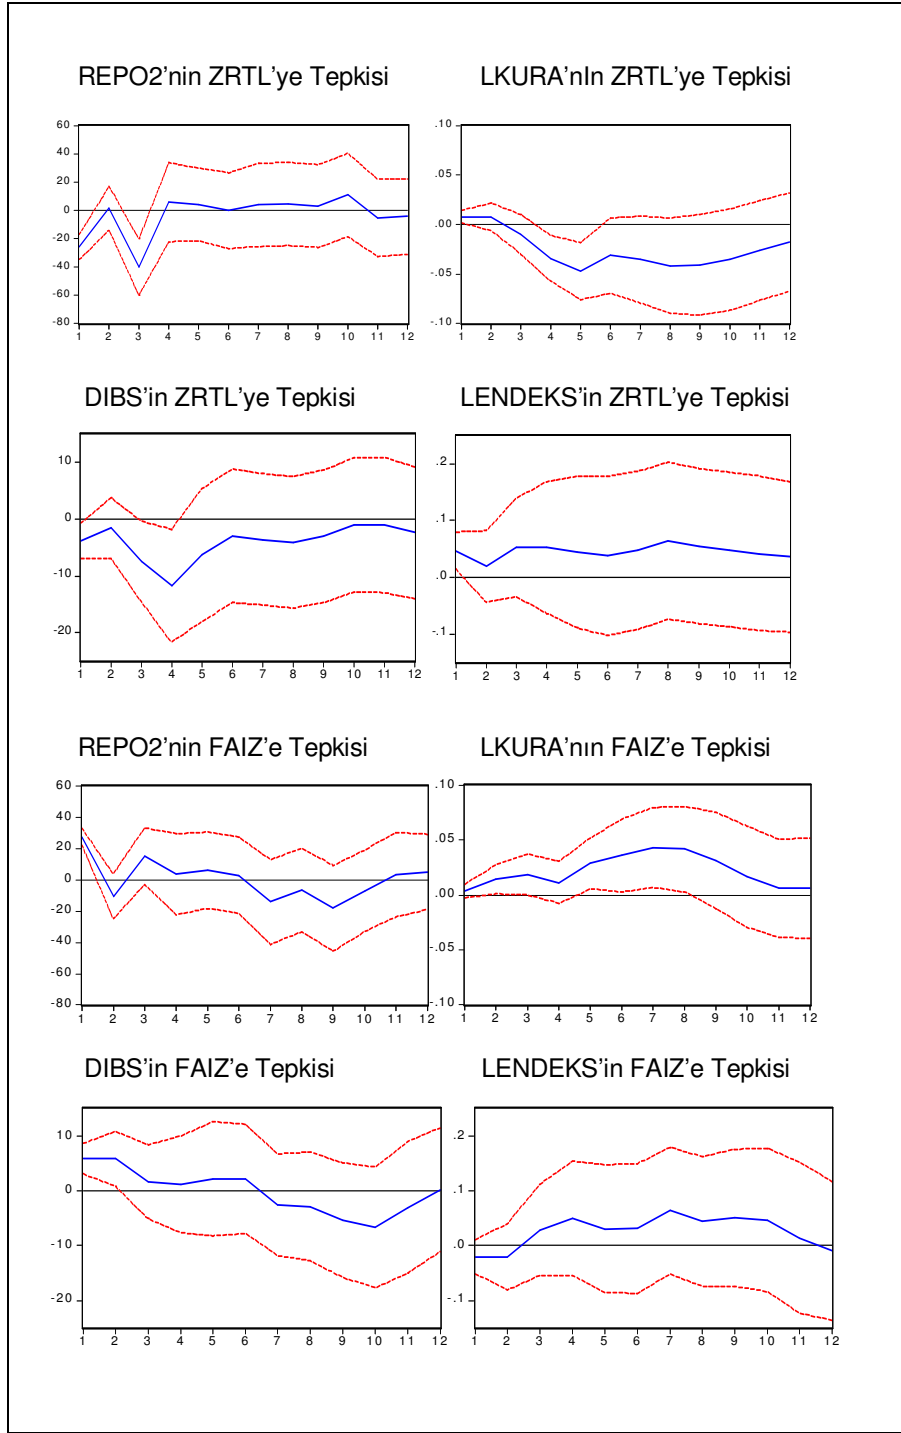 REPO2’nin ZRTL’ye Tepkisi
60
40
20
0
-20
-40
-60
-80
1 2 3 4 5 6 7 8 9 10 11 12
LKURA’nIn ZRTL’ye Tepkisi
.10
.05
.00
-.05
-.10
1 2 3 4 5 6 7 8 9 10 11 12
DIBS’in ZRTL’ye Tepkisi
10
0
-10
-20
1 2 3 4 5 6 7 8 9 10 11 12
LENDEKS’in ZRTL’ye Tepkisi
.2
.1
.0
-.1
1 2 3 4 5 6 7 8 9 10 11 12
REPO2’nin FAIZ’e Tepkisi
60
40
20
0
-20
-40
-60
-80
1 2 3 4 5 6 7 8 9 10 11 12
LKURA’nın FAIZ’e Tepkisi
.10
.05
.00
-.05
-.10
1 2 3 4 5 6 7 8 9 10 11 12
DIBS’in FAIZ’e Tepkisi
10
0
-10
-20
1 2 3 4 5 6 7 8 9 10 11 12
LENDEKS’in FAIZ’e Tepkisi
.2
.1
.0
-.1
1 2 3 4 5 6 7 8 9 10 11 12